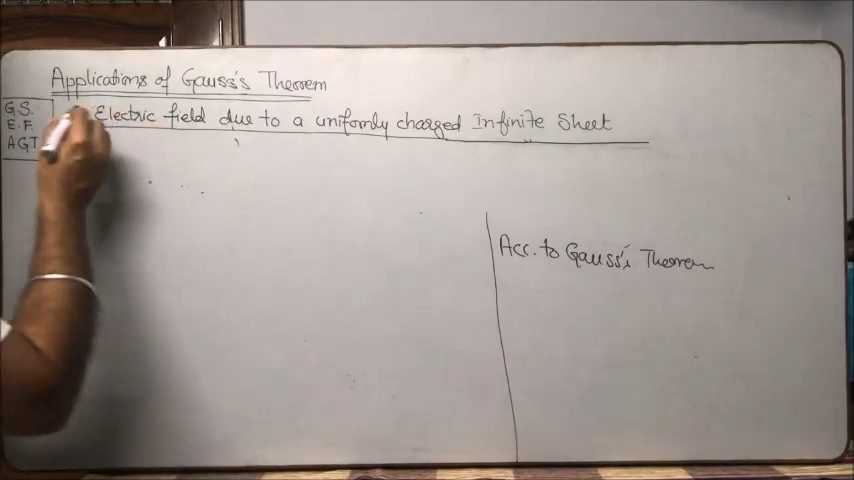 Applications of Gauss's Theorem
G.S.
E.F.
AGT
Electric field due to a uniformly charged Infinite Sheet
Acc. to Gauss's Theorem